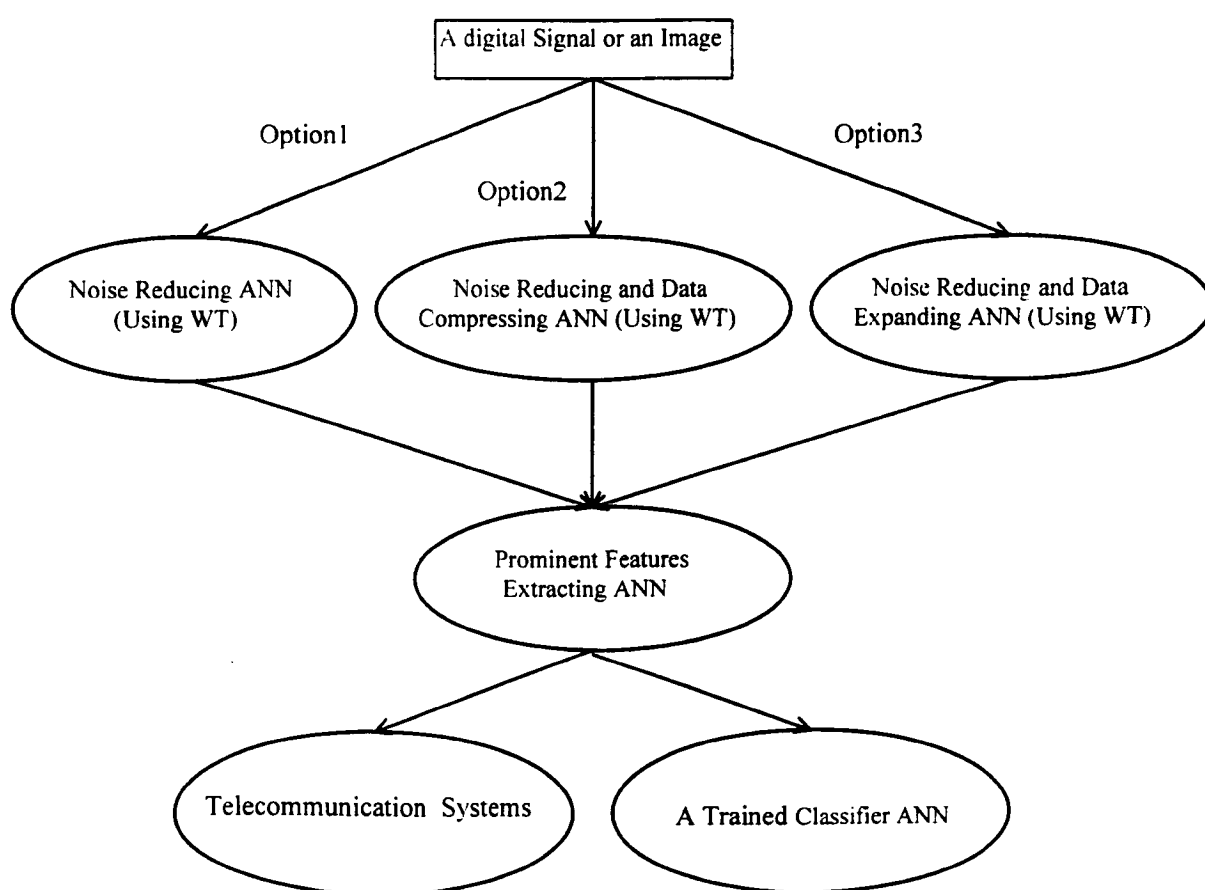 A digital Signal or an Image
Option1
Option3
Option2
Noise Reducing ANN
(Using WT)
Noise Reducing and Data
Compressing ANN (Using WT)
Noise Reducing and Data
Expanding ANN (Using WT)
Prominent Features
Extracting ANN
Telecommunication Systems
A Trained Classifier ANN